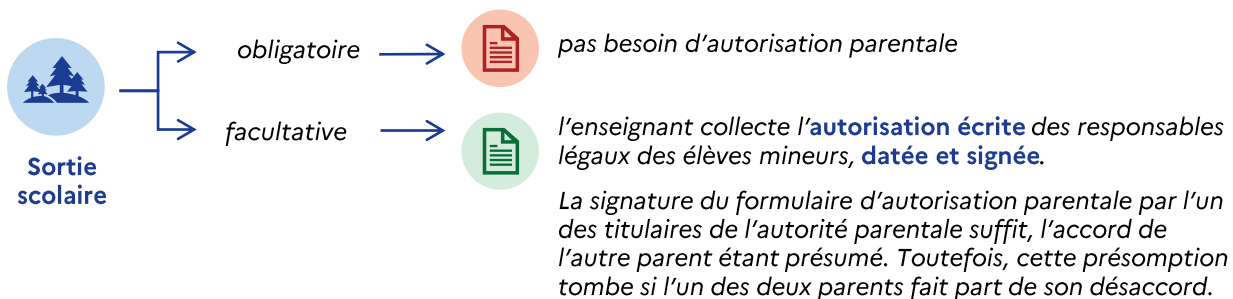 Sortie
scolaire
obligatoire
pas besoin d’autorisation parentale
facultative
l’enseignant collecte l’autorisation écrite des responsables
légaux des élèves mineurs, datée et signée.
La signature du formulaire d’autorisation parentale par l’un
des titulaires de l’autorité parentale suffit, l’accord de
l’autre parent étant présumé. Toutefois, cette présomption
tombe si l’un des deux parents fait part de son désaccord.